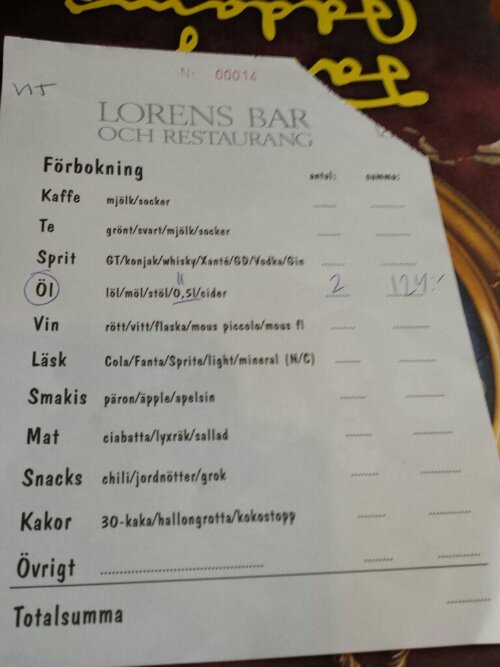 Nr 00014
VT
LORENS BAR
OCH RESTAURANG
Förbokning antal: summa:
Kaffe mjölk/socker
Te grönt/svart/mjölk/socker
Sprit GT/konjak/whisky/Xanté/GD/Vodka/Gin
Öl löl/möl/stöl/0,5l/cider 2 124:-
Vin rött/vitt/flaska/mous piccolo/mous fl
Läsk Cola/Fanta/Sprite/light/mineral (N/C)
Smakis päron/äpple/apelsin
Mat ciabatta/lyxräk/sallad
Snacks chili/jordnötter/grok
Kakor 30-kaka/hallongrotta/kokostopp
Övrigt
Totalsumma